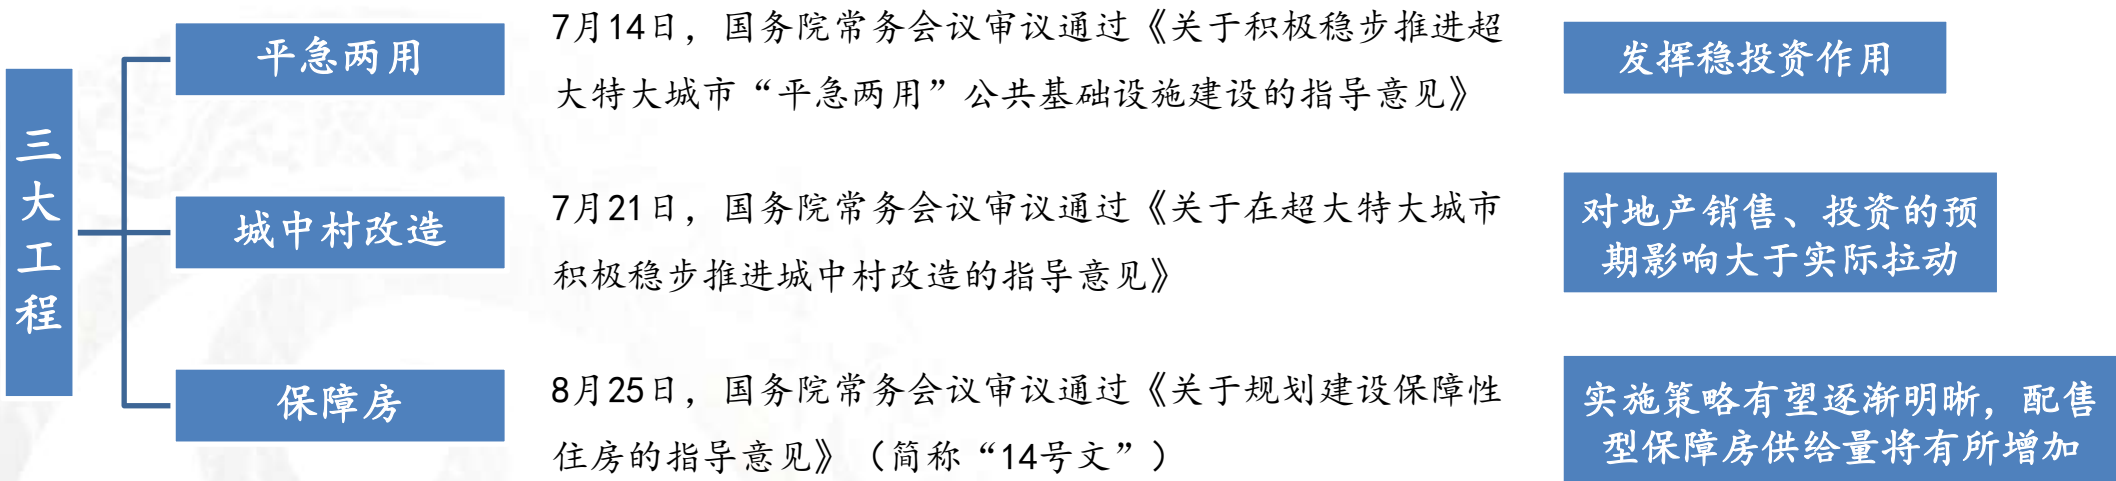 三大工程
平急两用
7月14日，国务院常务会议审议通过《关于积极稳步推进超
大特大城市“平急两用”公共基础设施建设的指导意见》
发挥稳投资作用
城中村改造
7月21日，国务院常务会议审议通过《关于在超大特大城市
积极稳步推进城中村改造的指导意见》
对地产销售、投资的预
期影响大于实际拉动
保障房
8月25日，国务院常务会议审议通过《关于规划建设保障性
住房的指导意见》（简称“14号文”）
实施策略有望逐渐明晰，配售
型保障房供给量将有所增加